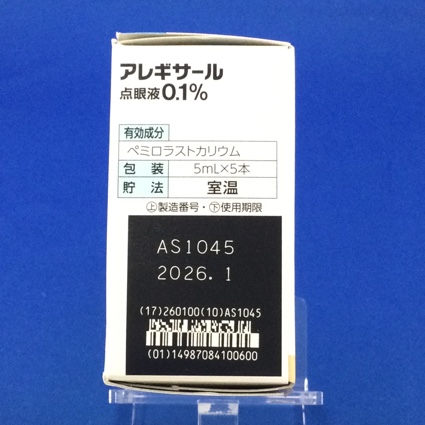 アレギサール
点眼液0.1%
有効成分
ペミロラストカリウム
包装 5mL×5本
貯法 室温
㊤製造番号・㊦使用期限
AS1045
2026.1
(17)260100(10)AS1045
(01)14987084100600